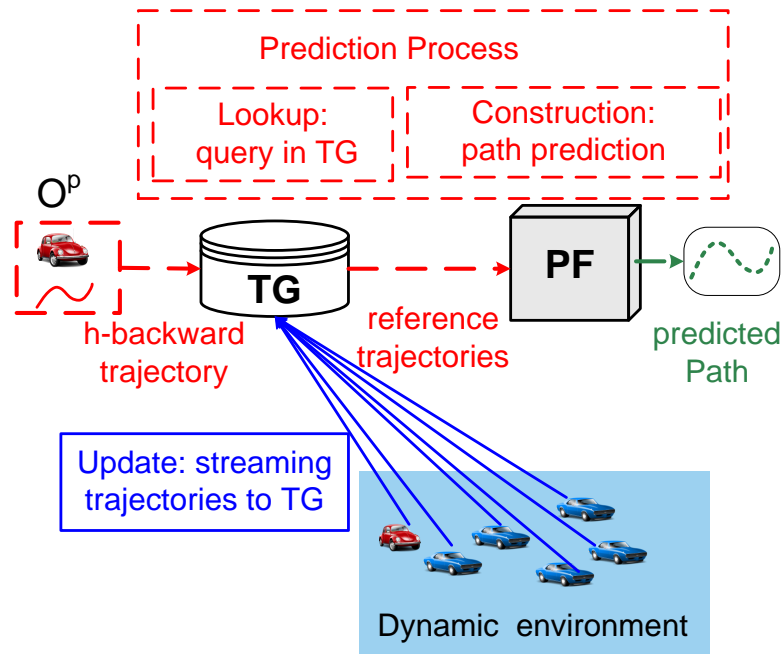 Prediction Process
Lookup:
query in TG
Construction:
path prediction
O^p
TG
PF
h-backward
trajectory
reference
trajectories
predicted
Path
Update: streaming
trajectories to TG
Dynamic environment